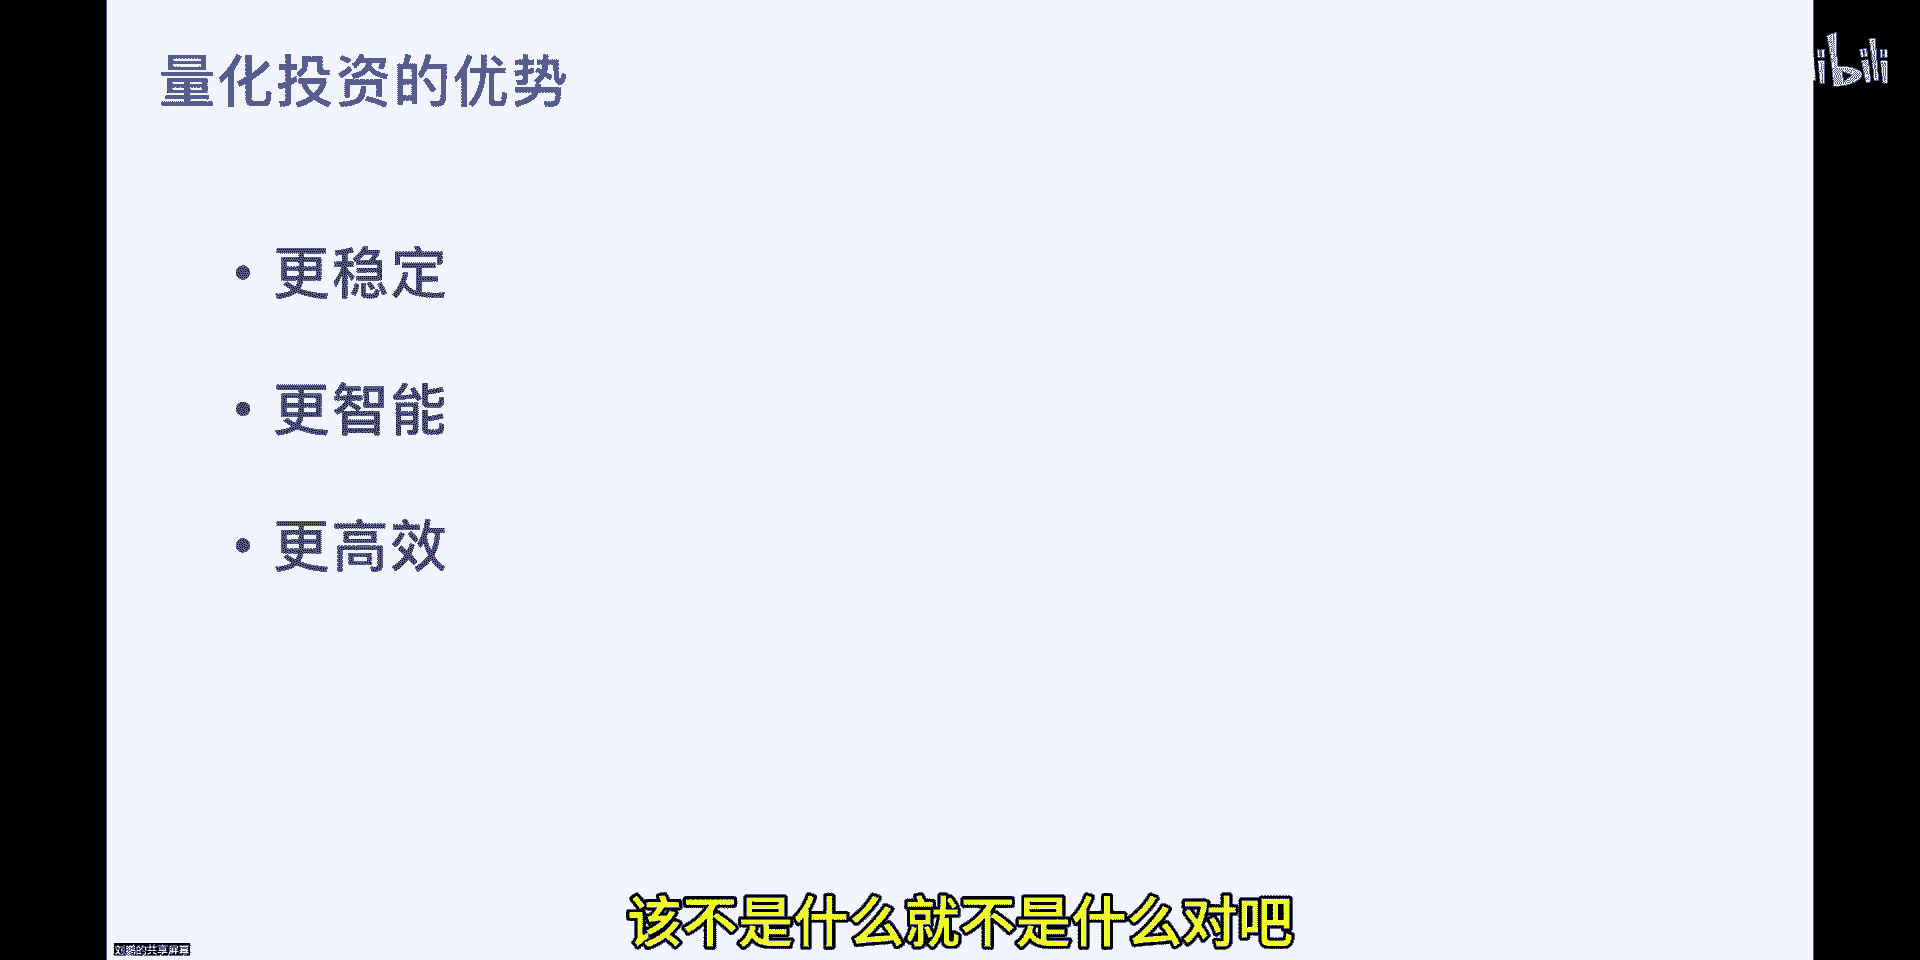 量化投资的优势
ibili
• 更稳定
• 更智能
• 更高效
该不是什么就不是什么对吧
刘鹏的共享屏幕